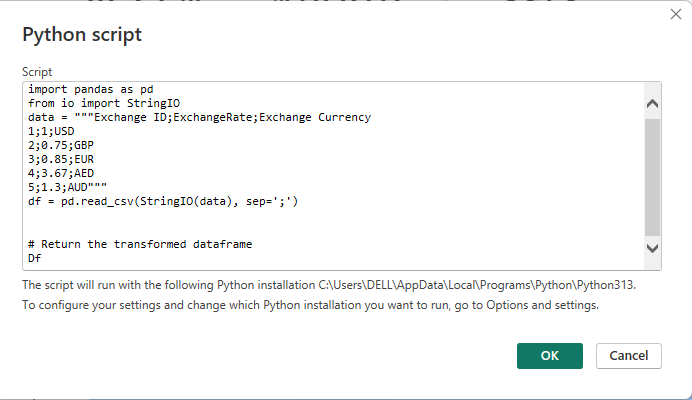 Python script
Script
import pandas as pd
from io import StringIO
data = """Exchange ID;ExchangeRate;Exchange Currency
1;1;USD
2;0.75;GBP
3;0.85;EUR
4;3.67;AED
5;1.3;AUD"""
df = pd.read_csv(StringIO(data), sep=';')
# Return the transformed dataframe
Df
The script will run with the following Python installation C:\Users\DELL\AppData\Local\Programs\Python\Python313.
To configure your settings and change which Python installation you want to run, go to Options and settings.
OK
Cancel